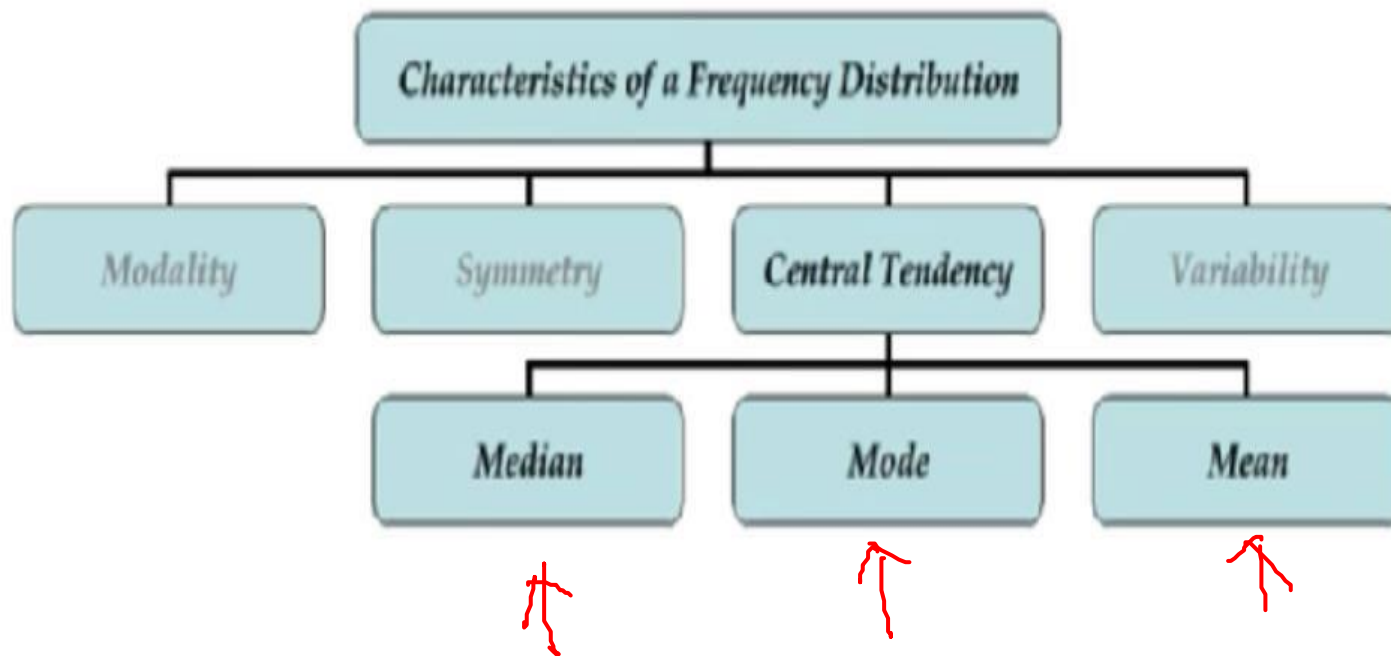 Characteristics of a Frequency Distribution
Modality
Symmetry
Central Tendency
Variability
Median
Mode
Mean